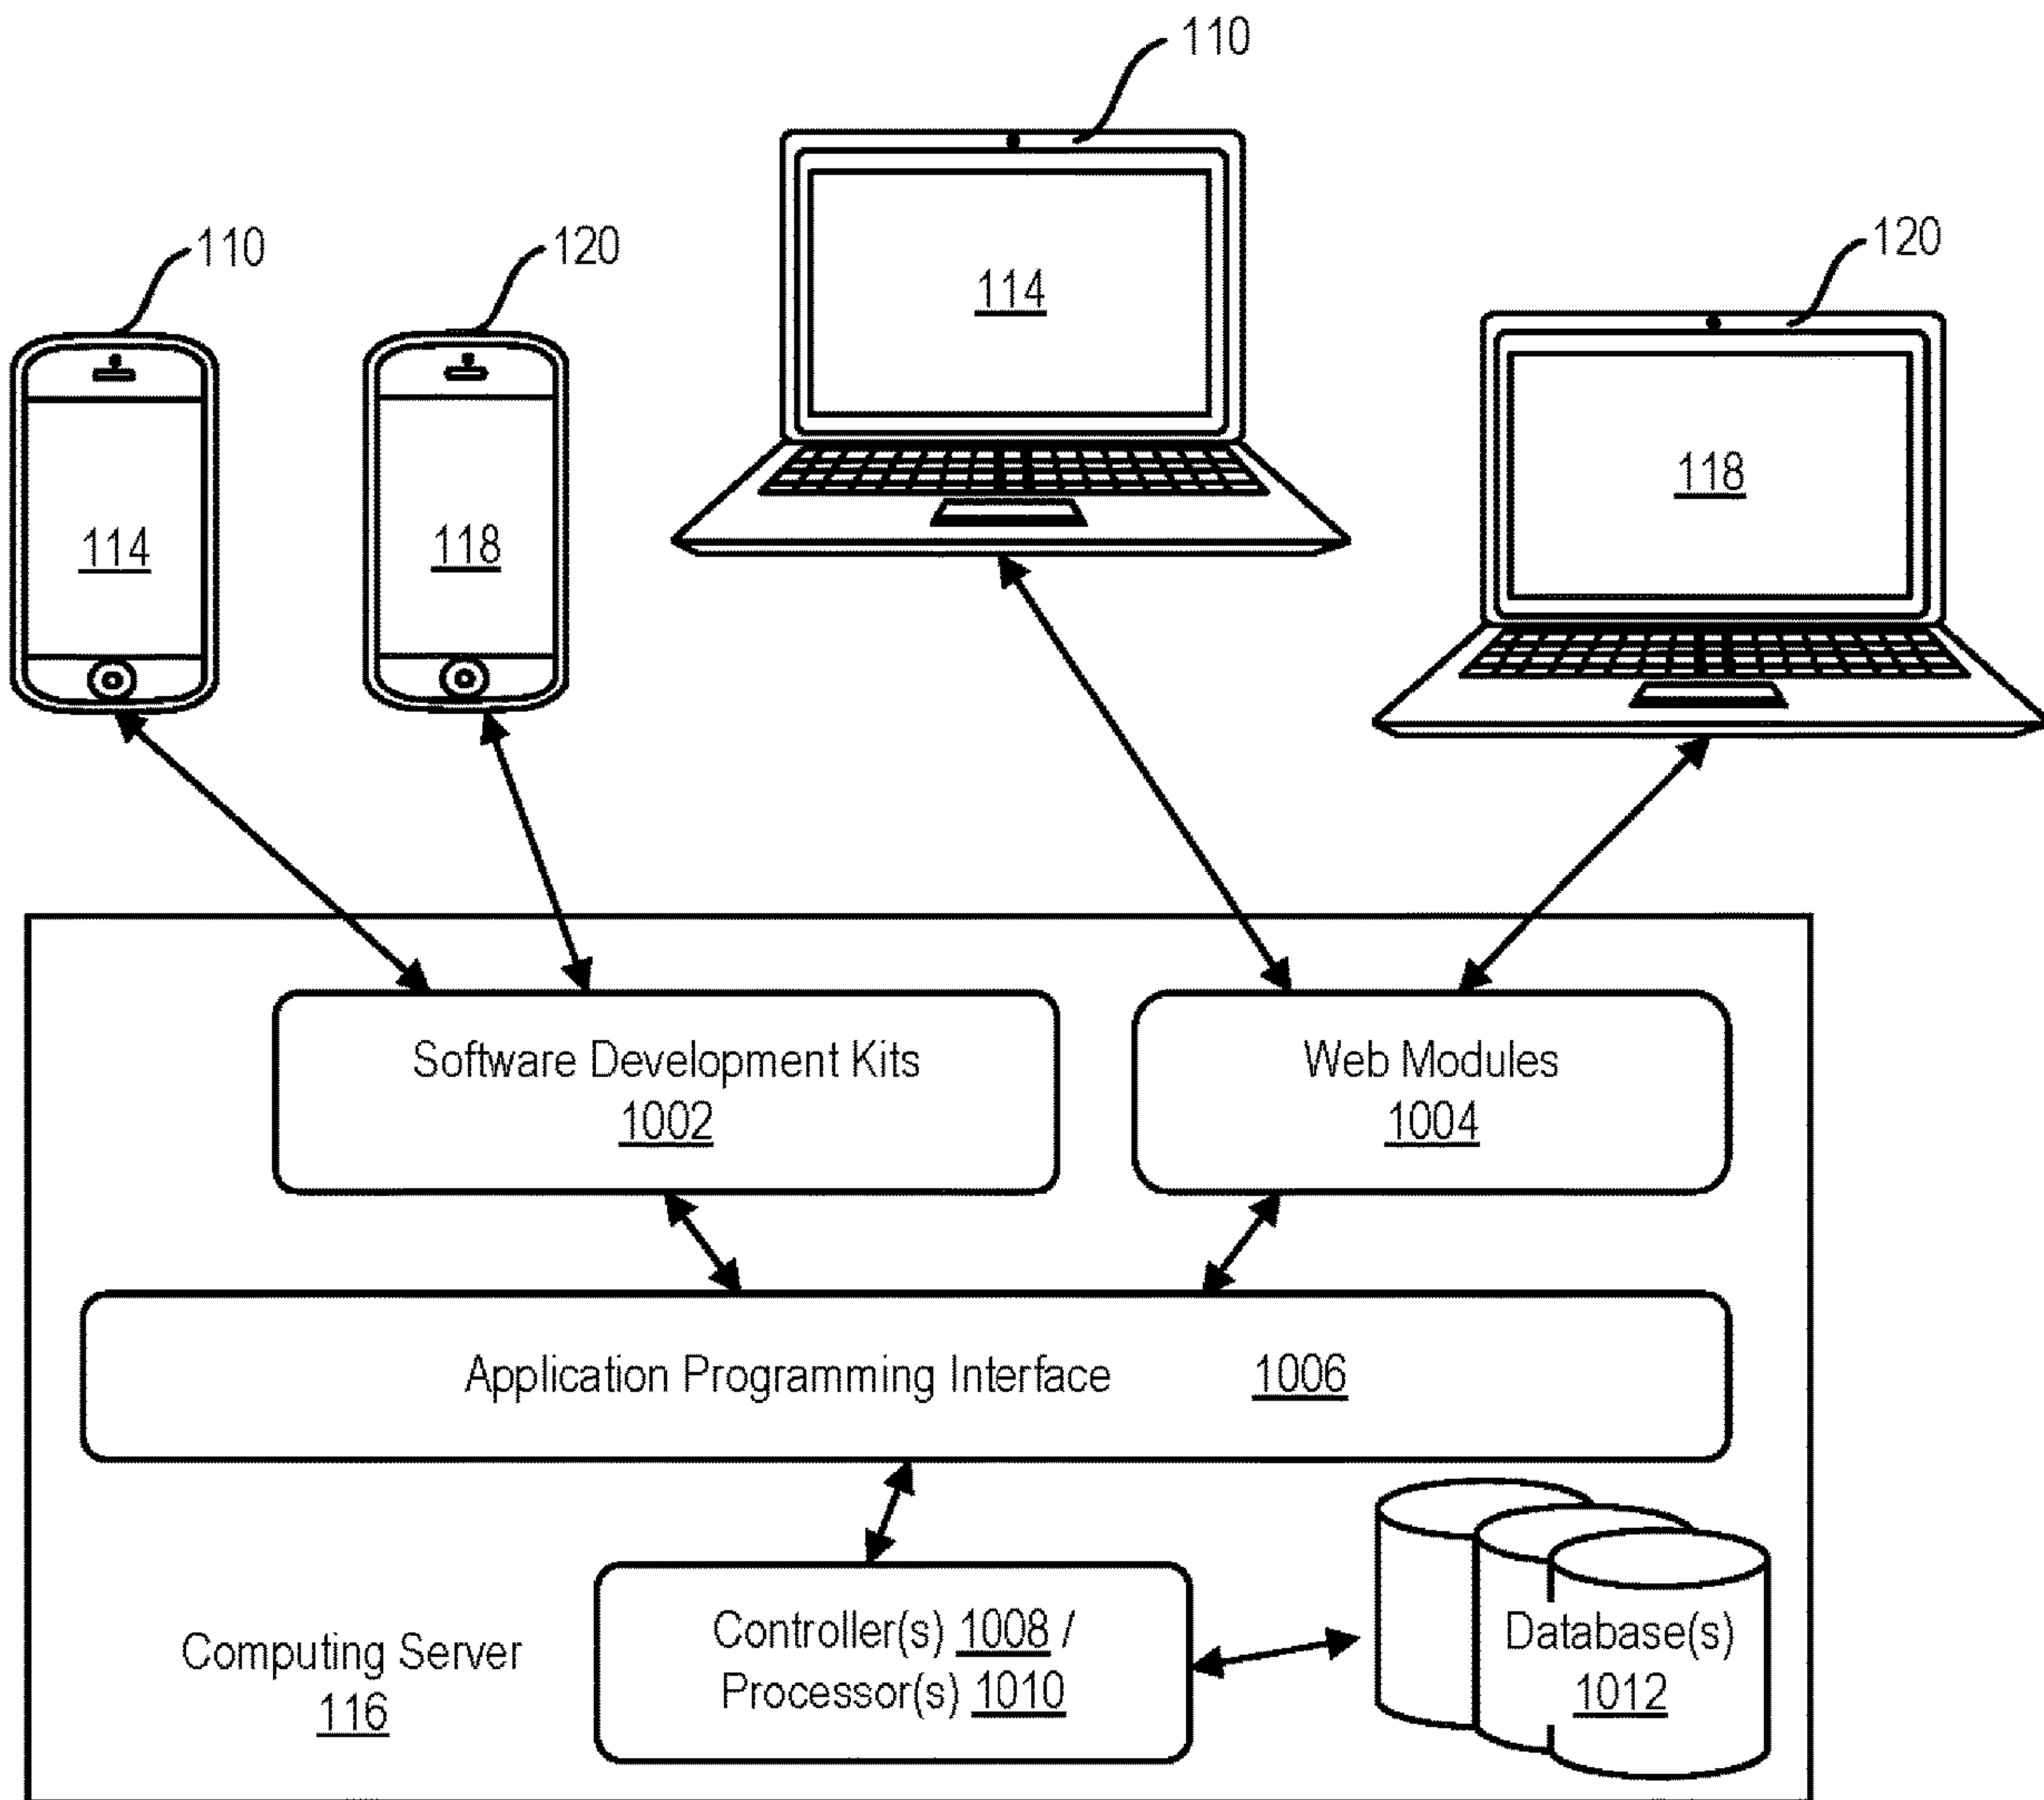 110
110
120
120
114
118
114
118
Software Development Kits
1002
Web Modules
1004
Application Programming Interface 1006
Controller(s) 1008 /
Processor(s) 1010
Database(s)
1012
Computing Server
116